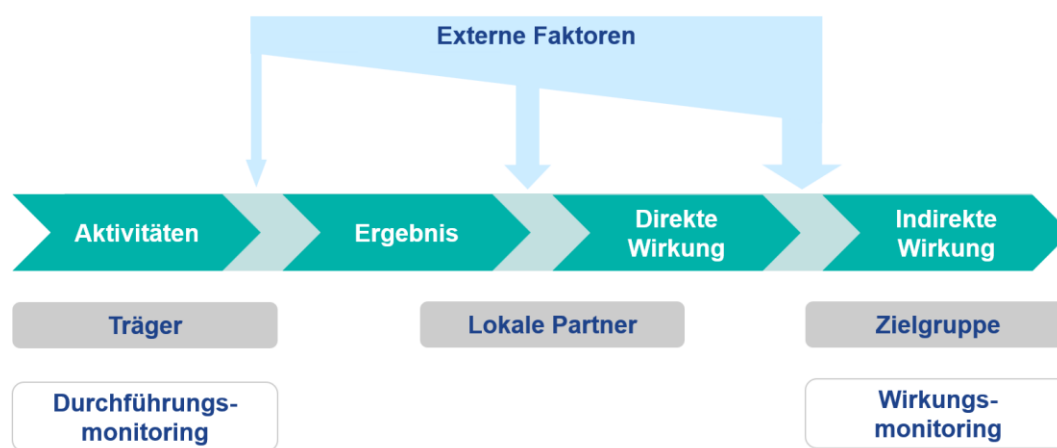 Externe Faktoren
Aktivitäten
Ergebnis
Direkte
Wirkung
Indirekte
Wirkung
Träger
Lokale Partner
Zielgruppe
Durchführungs-
monitoring
Wirkungs-
monitoring